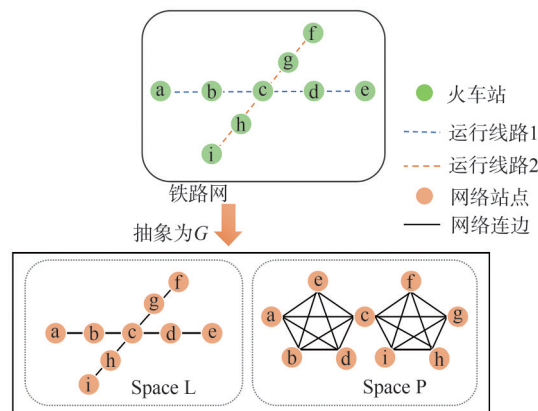 f
g
a b c d e
h
i
铁路网
火车站
运行线路1
运行线路2
网络站点
网络连边
抽象为G
f
g
a b c d e
h
i
Space L
e f
a c g
b d i h
Space P